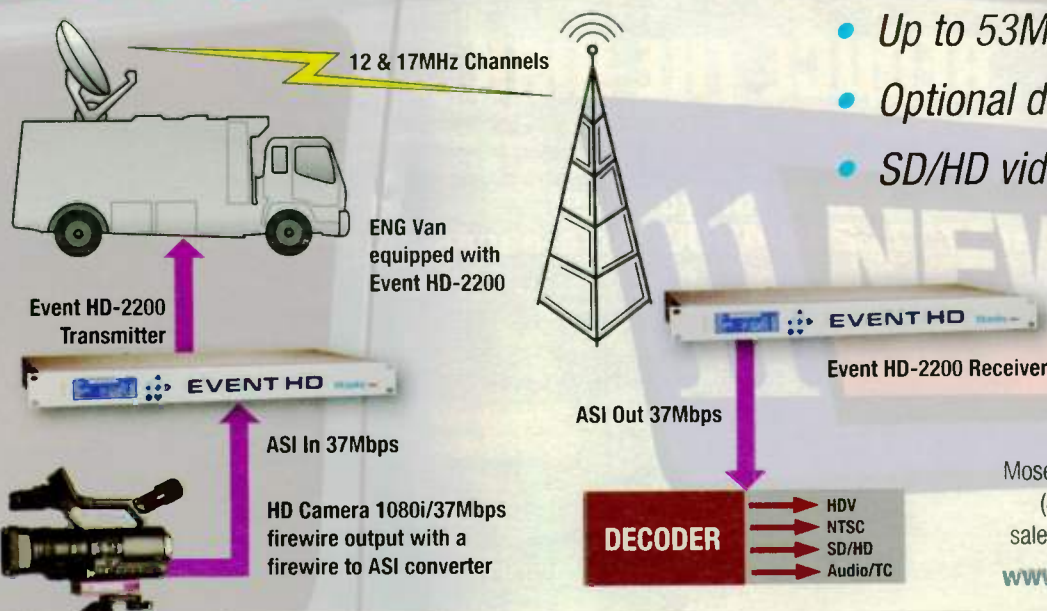 12 & 17MHz Channels
ENG Van
equipped with
Event HD-2200
Event HD-2200
Transmitter
EVENT HD
ASI In 37Mbps
HD Camera 1080i/37Mbps
firewire output with a
firewire to ASI converter
• Up to 53M
• Optional d
• SD/HD vid
11 NEW
EVENT HD
Event HD-2200 Receiver
ASI Out 37Mbps
DECODER
HDV
NTSC
SD/HD
Audio/TC
Mose
(
sale
www